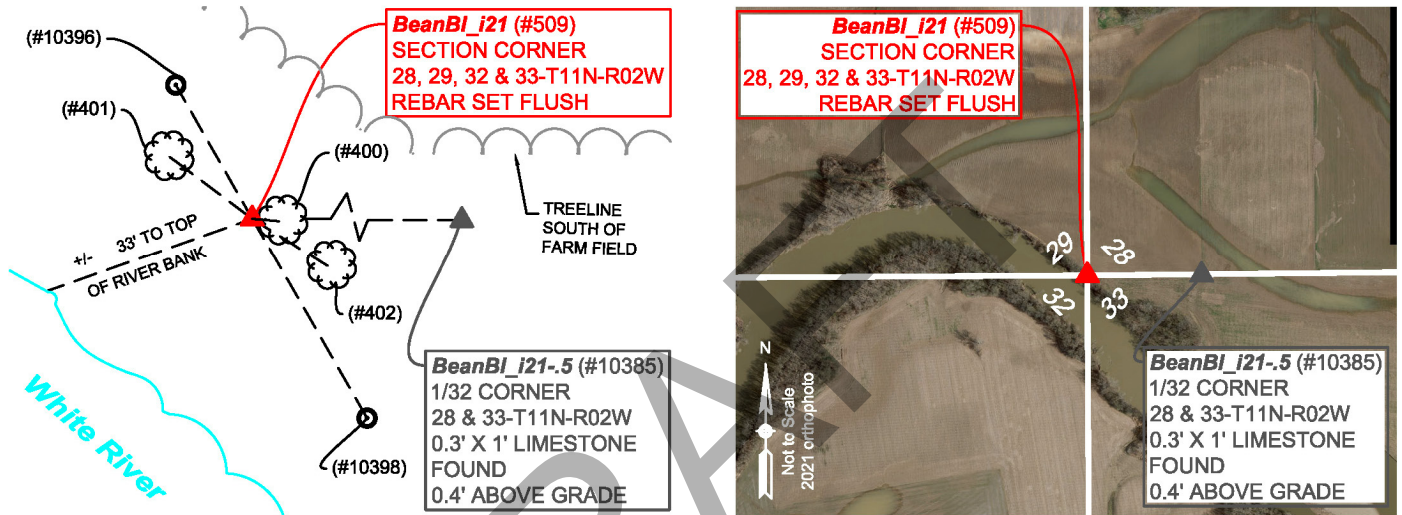 (#10396)
(#401)
BeanBl_i21 (#509)
SECTION CORNER
28, 29, 32 & 33-T11N-R02W
REBAR SET FLUSH
(#400)
TREELINE
SOUTH OF
FARM FIELD
+/- 33' TO TOP
OF RIVER BANK
(#402)
White River
(#10398)
BeanBl_i21-.5 (#10385)
1/32 CORNER
28 & 33-T11N-R02W
0.3' X 1' LIMESTONE
FOUND
0.4' ABOVE GRADE
BeanBl_i21 (#509)
SECTION CORNER
28, 29, 32 & 33-T11N-R02W
REBAR SET FLUSH
29 28
32 33
N
Not to Scale
2021 orthophoto
BeanBl_i21-.5 (#10385)
1/32 CORNER
28 & 33-T11N-R02W
0.3' X 1' LIMESTONE
FOUND
0.4' ABOVE GRADE
DRAFT